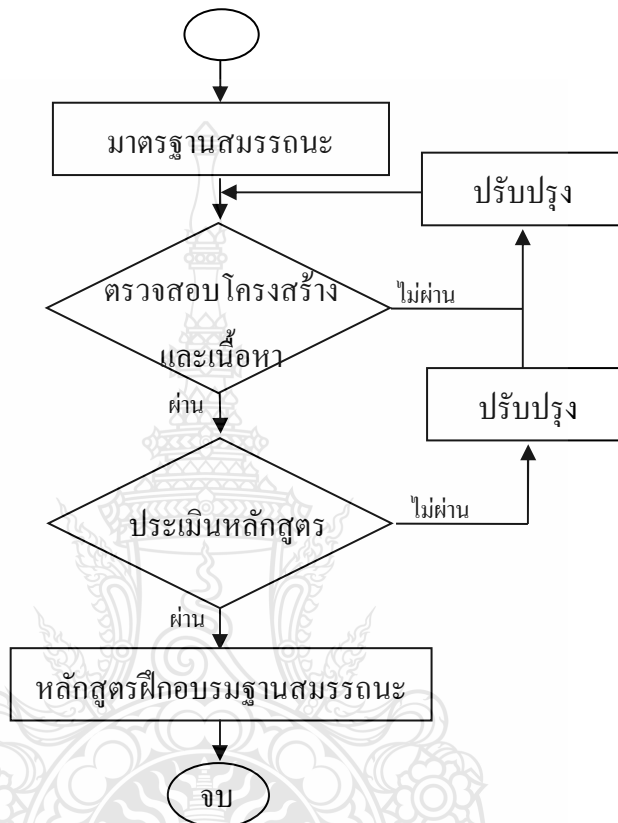 มาตรฐานสมรรถนะ
ปรับปรุง
ตรวจสอบโครงสร้าง
และเนื้อหา
ไม่ผ่าน
ผ่าน
ปรับปรุง
ประเมินหลักสูตร
ไม่ผ่าน
ผ่าน
หลักสูตรฝึกอบรมฐานสมรรถนะ
จบ